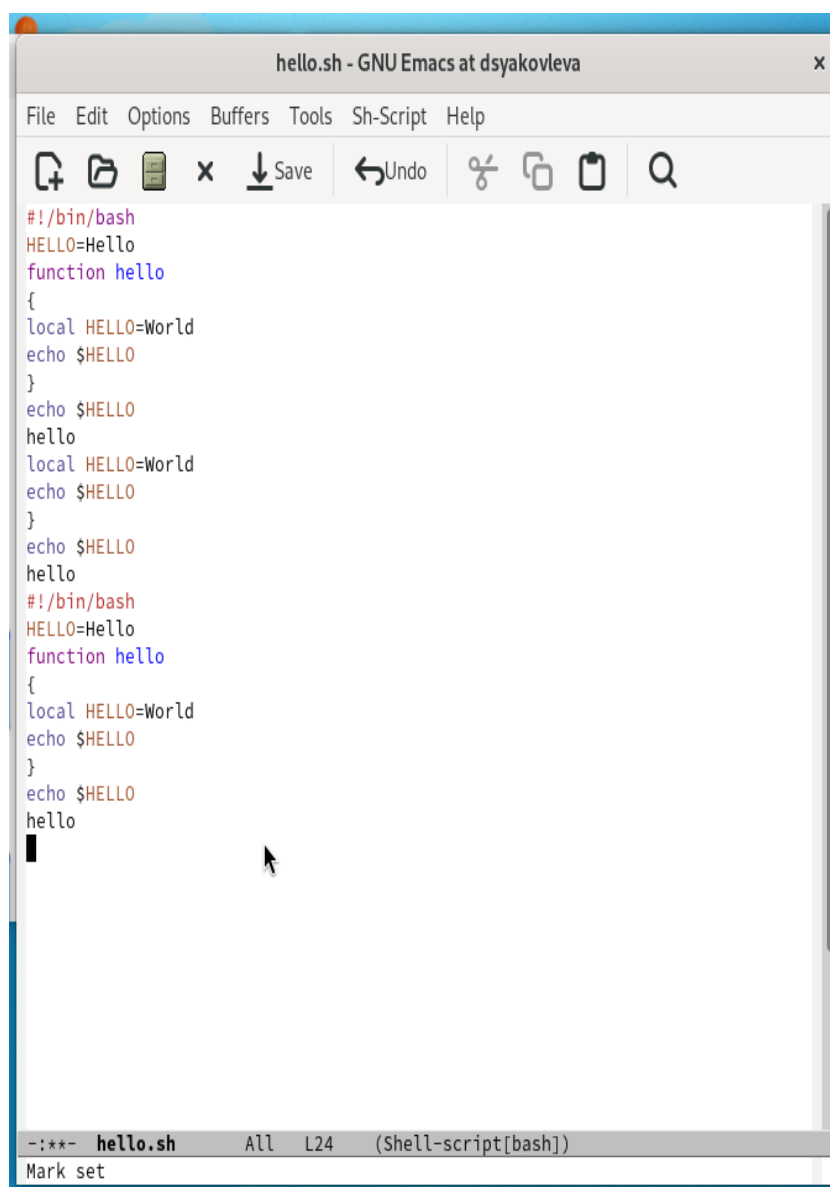 hello.sh - GNU Emacs at dsyakovleva
File Edit Options Buffers Tools Sh-Script Help
Save Undo
#!/bin/bash
HELLO=Hello
function hello
{
local HELLO=World
echo $HELLO
}
echo $HELLO
hello
local HELLO=World
echo $HELLO
}
echo $HELLO
hello
#!/bin/bash
HELLO=Hello
function hello
{
local HELLO=World
echo $HELLO
}
echo $HELLO
hello
-:**- hello.sh All L24 (Shell-script[bash])
Mark set